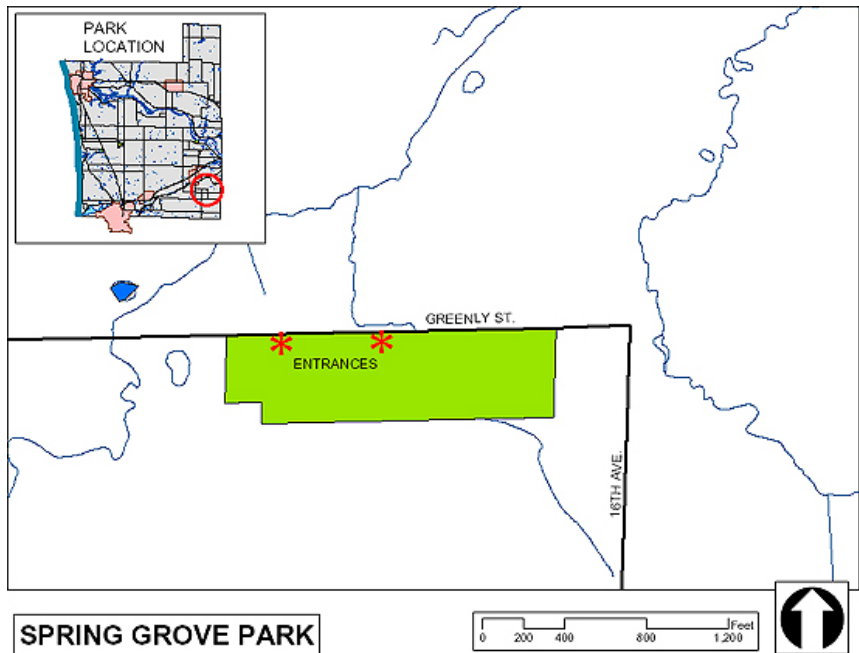 PARK
LOCATION
GREENLY ST.
ENTRANCES
16TH AVE.
SPRING GROVE PARK
Feet
0 200 400 800 1,200